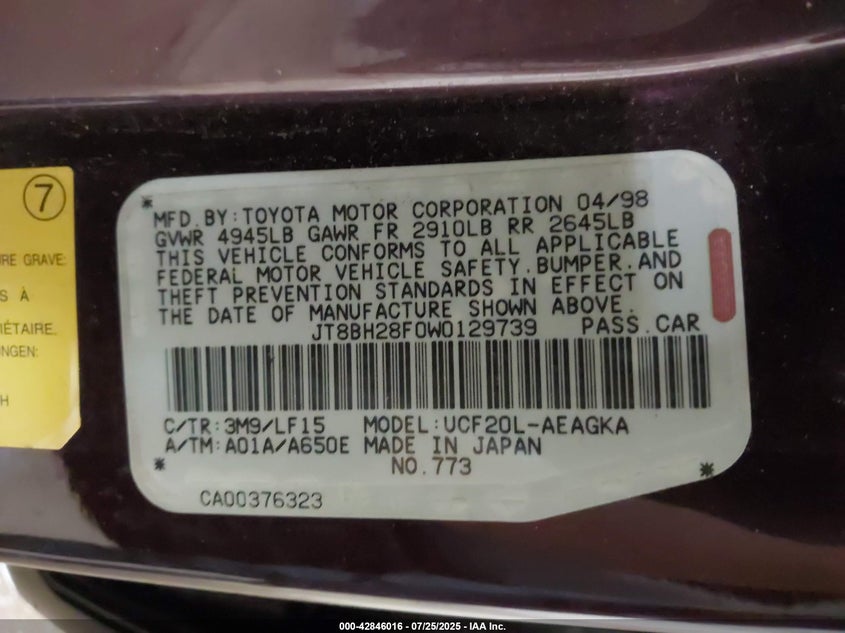 7
URE GRAVE:
S À
IÉTAIRE.
UNGEN:
H
MFD. BY: TOYOTA MOTOR CORPORATION 04/98
GVWR 4945LB GAWR FR 2910LB RR 2645LB
THIS VEHICLE CONFORMS TO ALL APPLICABLE
FEDERAL MOTOR VEHICLE SAFETY, BUMPER, AND
THEFT PREVENTION STANDARDS IN EFFECT ON
THE DATE OF MANUFACTURE SHOWN ABOVE.
JT8BH28F0W0129739 PASS. CAR
C/TR: 3M9/LF15 MODEL: UCF20L-AEAGKA
A/TM: A01A/A650E MADE IN JAPAN
NO. 773
CA00376323
000-42846016 - 07/25/2025 - IAA Inc.